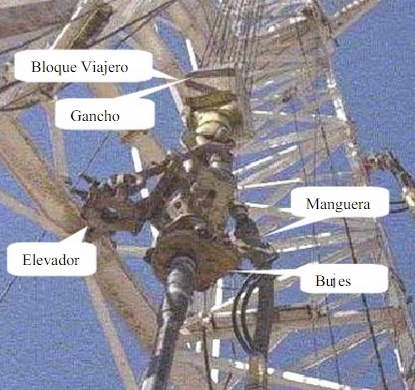 Bloque Viajero
Gancho
Manguera
Elevador
Bujes